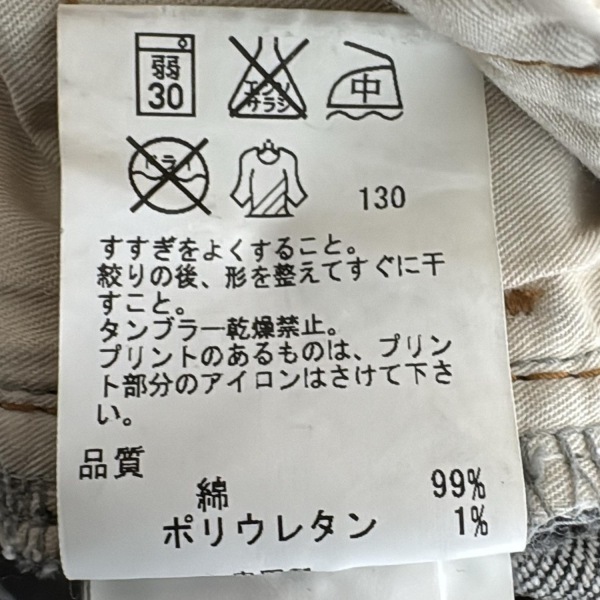 弱
30
エンソ
サラシ
中
ドライ
130
すすぎをよくすること。
絞りの後、形を整えてすぐに干
すこと。
タンブラー乾燥禁止。
プリントのあるものは、プリン
ト部分のアイロンはさけて下さ
い。
品質
綿 99%
ポリウレタン 1%